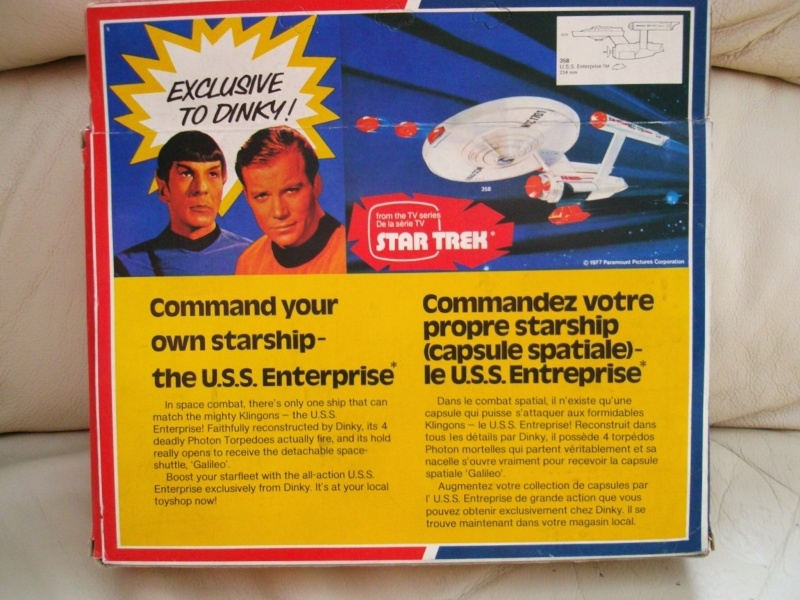 EXCLUSIVE
TO DINKY!
358
U.S.S. Enterprise TM
234 mm
358
from the TV series
De la série TV
STAR TREK*
© 1977 Paramount Pictures Corporation
Command your
own starship-
the U.S.S. Enterprise*
In space combat, there's only one ship that can
match the mighty Klingons – the U.S.S.
Enterprise! Faithfully reconstructed by Dinky, its 4
deadly Photon Torpedoes actually fire, and its hold
really opens to receive the detachable space-
shuttle, 'Galileo'.
Boost your starfleet with the all-action U.S.S.
Enterprise exclusively from Dinky. It's at your local
toyshop now!
Commandez votre
propre starship
(capsule spatiale)-
le U.S.S. Entreprise*
Dans le combat spatial, il n'existe qu'une
capsule qui puisse s'attaquer aux formidables
Klingons – le U.S.S. Entreprise! Reconstruit dans
tous les détails par Dinky, il possède 4 torpédos
Photon mortelles qui partent véritablement et sa
nacelle s'ouvre vraiment pour recevoir la capsule
spatiale 'Galileo'.
Augmentez votre collection de capsules par
l' U.S.S. Entreprise de grande action que vous
pouvez obtenir exclusivement chez Dinky. Il se
trouve maintenant dans votre magasin local.